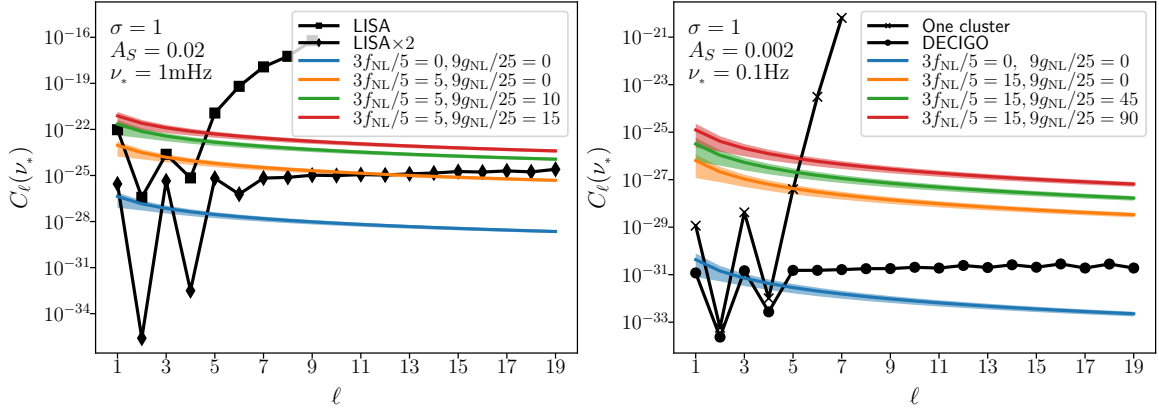 σ = 1
A_S = 0.02
ν_* = 1mHz
LISA
LISA×2
3f_NL/5 = 0, 9g_NL/25 = 0
3f_NL/5 = 5, 9g_NL/25 = 0
3f_NL/5 = 5, 9g_NL/25 = 10
3f_NL/5 = 5, 9g_NL/25 = 15
C_ℓ(ν_*)
10^−16
10^−19
10^−22
10^−25
10^−28
10^−31
10^−34
1 3 5 7 9 11 13 15 17 19
ℓ
σ = 1
A_S = 0.002
ν_* = 0.1Hz
One cluster
DECIGO
3f_NL/5 = 0, 9g_NL/25 = 0
3f_NL/5 = 15, 9g_NL/25 = 0
3f_NL/5 = 15, 9g_NL/25 = 45
3f_NL/5 = 15, 9g_NL/25 = 90
C_ℓ(ν_*)
10^−21
10^−23
10^−25
10^−27
10^−29
10^−31
10^−33
1 3 5 7 9 11 13 15 17 19
ℓ